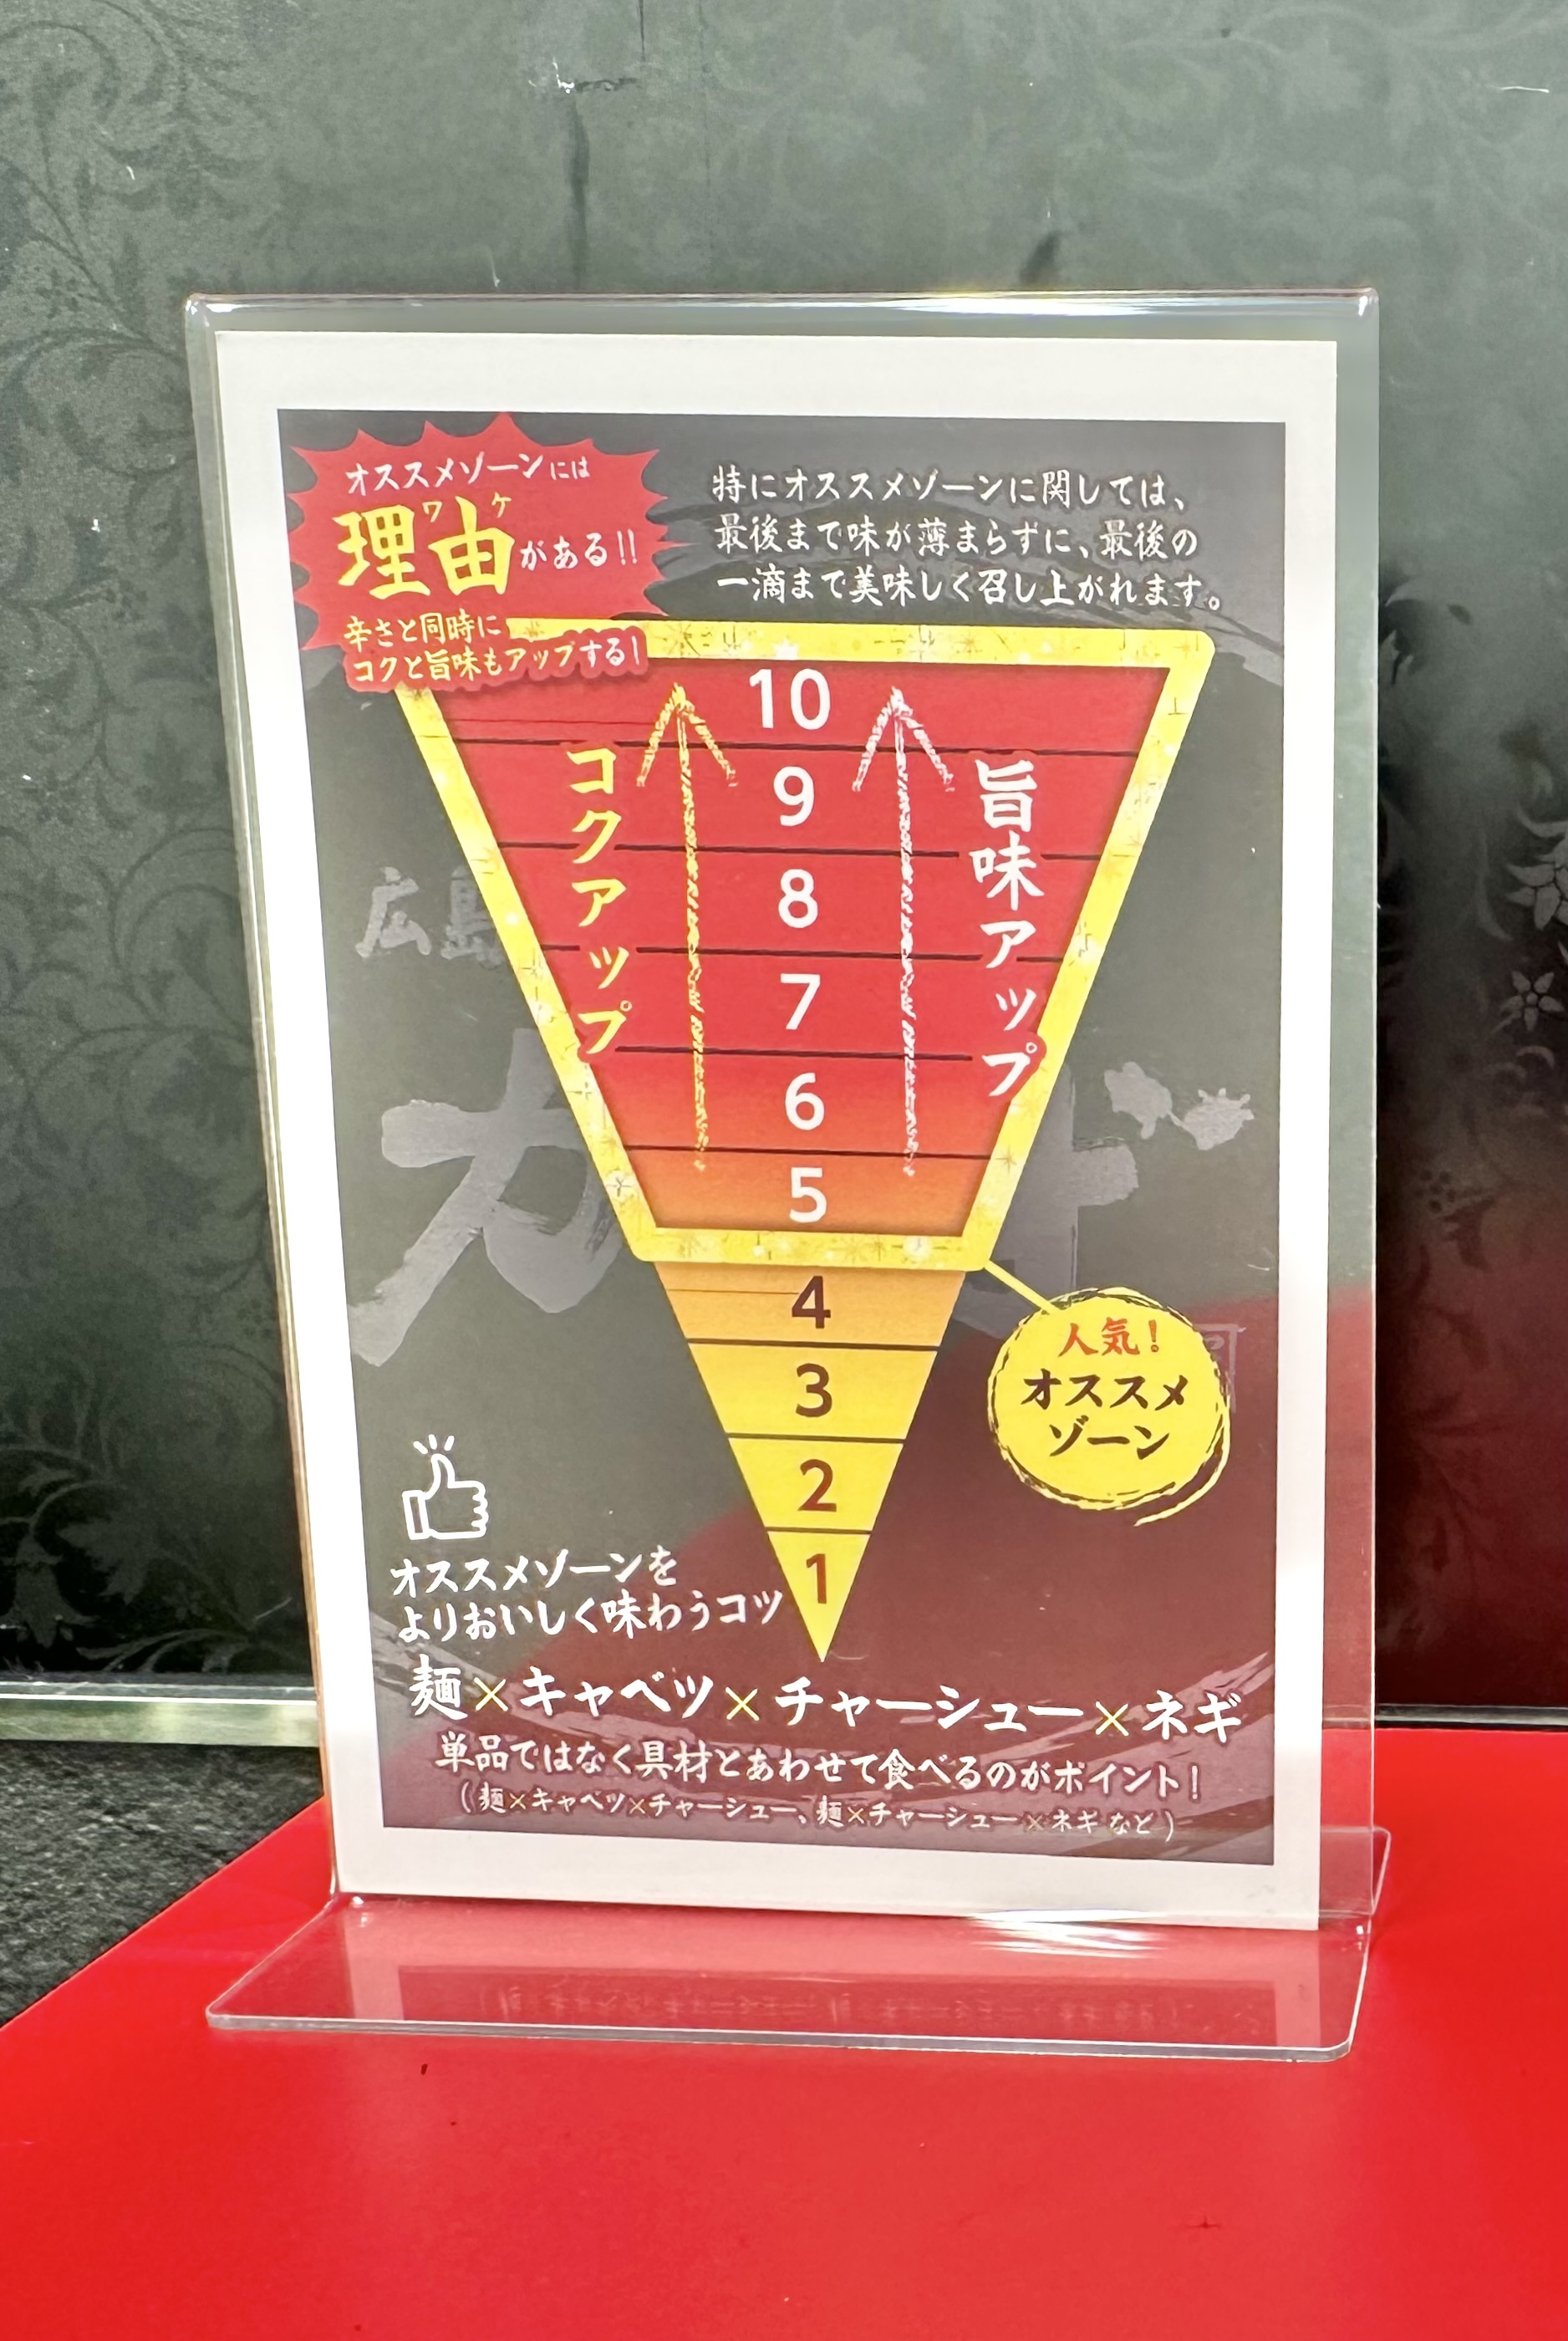 オススメゾーンには
理由がある!!
ワケ
辛さと同時に
コクと旨味もアップする!
特にオススメゾーンに関しては、
最後まで味が薄まらずに、最後の
一滴まで美味しく召し上がれます。
コクアップ
旨味アップ
10
9
8
7
6
5
4
3
2
1
人気!
オススメ
ゾーン
広島
オススメゾーンを
よりおいしく味わうコツ
麺×キャベツ×チャーシュー×ネギ
単品ではなく具材とあわせて食べるのがポイント!
(麺×キャベツ×チャーシュー、麺×チャーシュー×ネギ など)